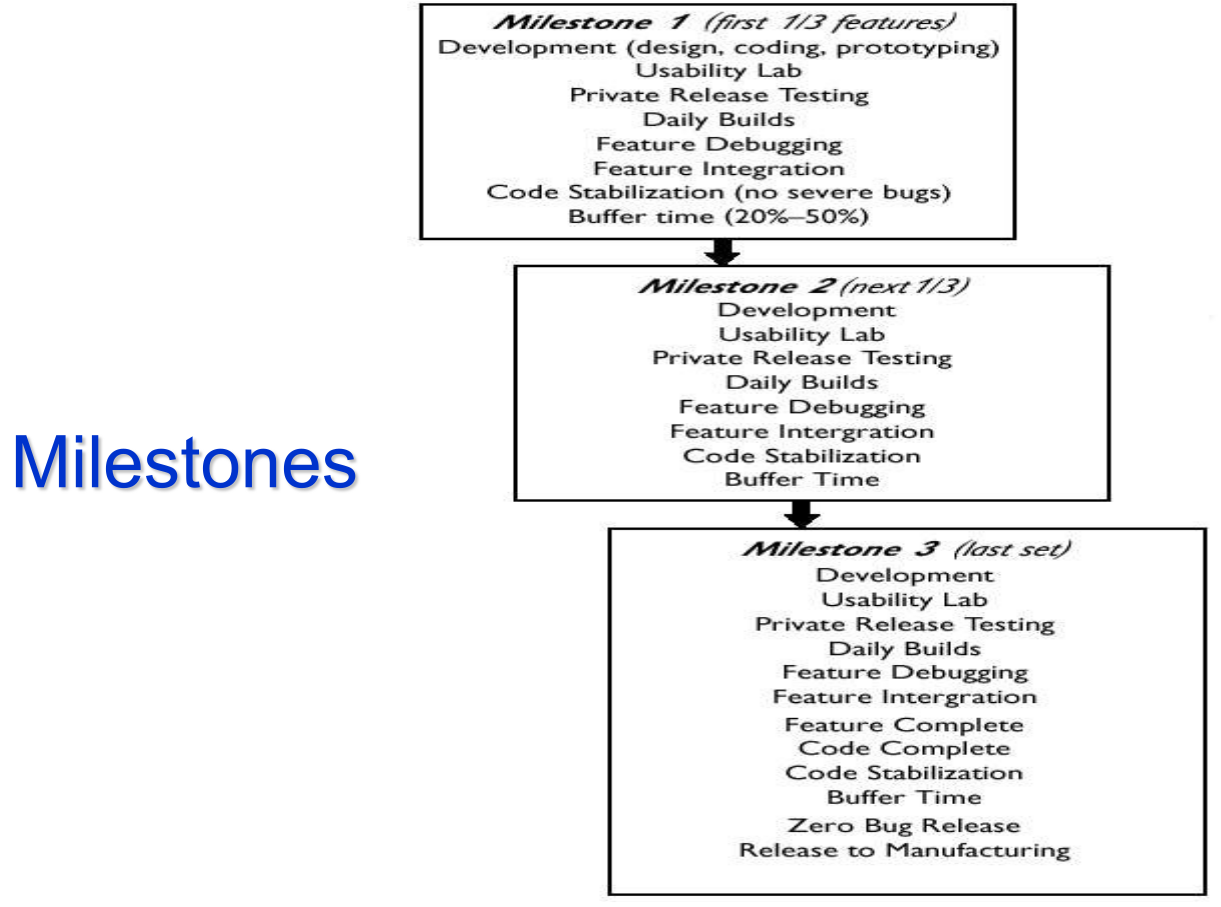 Milestones
Milestone 1 (first 1/3 features)
Development (design, coding, prototyping)
Usability Lab
Private Release Testing
Daily Builds
Feature Debugging
Feature Integration
Code Stabilization (no severe bugs)
Buffer time (20%–50%)
Milestone 2 (next 1/3)
Development
Usability Lab
Private Release Testing
Daily Builds
Feature Debugging
Feature Intergration
Code Stabilization
Buffer Time
Milestone 3 (last set)
Development
Usability Lab
Private Release Testing
Daily Builds
Feature Debugging
Feature Intergration
Feature Complete
Code Complete
Code Stabilization
Buffer Time
Zero Bug Release
Release to Manufacturing